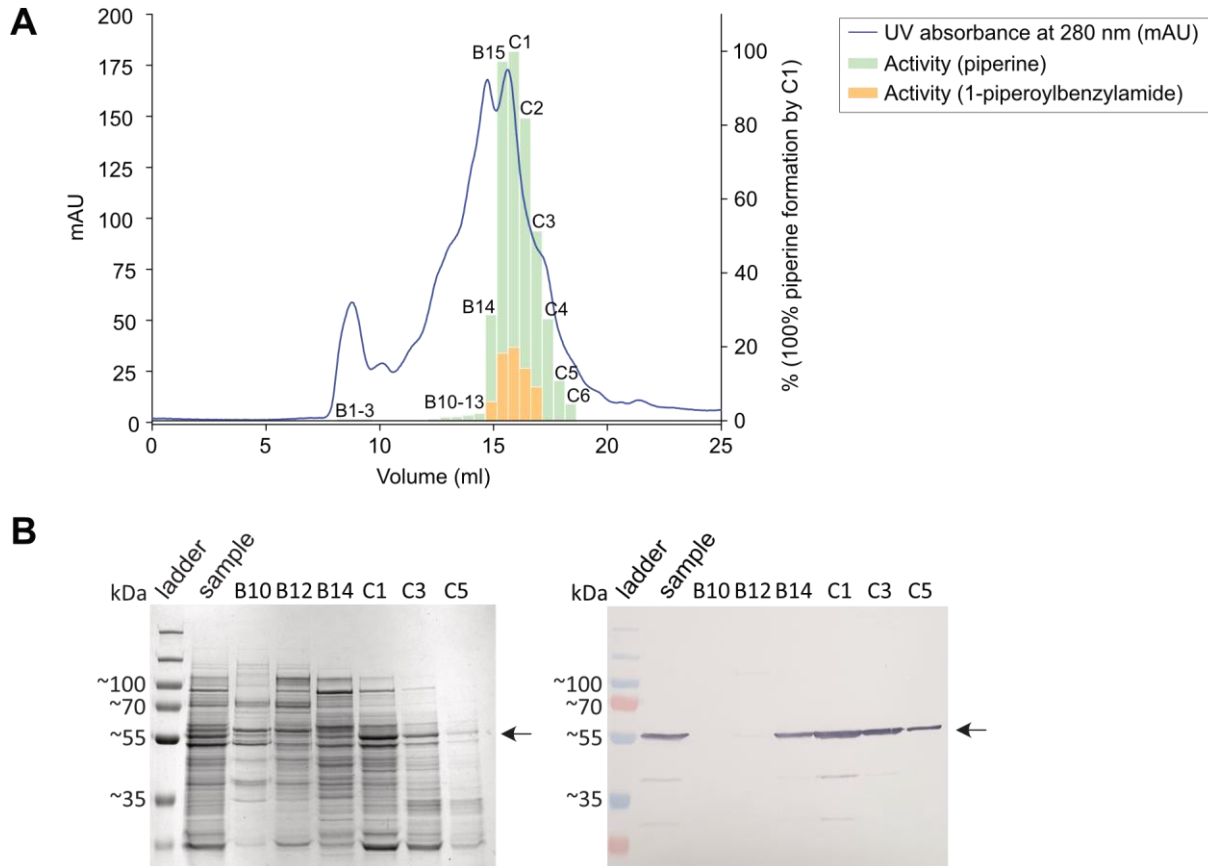 A
UV absorbance at 280 nm (mAU)
Activity (piperine)
Activity (1-piperoylbenzylamide)
200
175
150
125
100
75
50
25
0
mAU
100
80
60
40
20
0
% (100% piperine formation by C1)
B15
C1
C2
C3
B14
C4
C5
C6
B10-13
B1-3
0
5
10
15
20
25
Volume (ml)
B
kDa
ladder
sample
B10
B12
B14
C1
C3
C5
~100
~70
~55
~35
kDa
ladder
sample
B10
B12
B14
C1
C3
C5
~100
~70
~55
~35